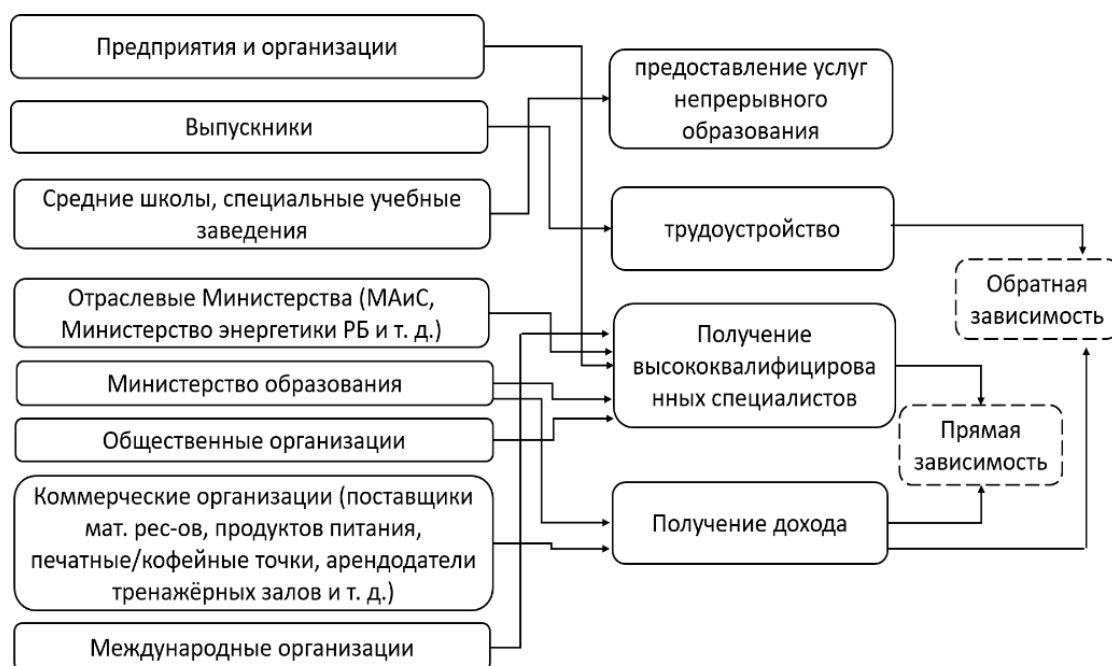 Предприятия и организации
Выпускники
Средние школы, специальные учебные
заведения
Отраслевые Министерства (МАиС,
Министерство энергетики РБ и т. д.)
Министерство образования
Общественные организации
Коммерческие организации (поставщики
мат. рес-ов, продуктов питания,
печатные/кофейные точки, арендодатели
тренажёрных залов и т. д.)
Международные организации
предоставление услуг
непрерывного
образования
трудоустройство
Получение
высококвалифицирова
нных специалистов
Получение дохода
Обратная
зависимость
Прямая
зависимость